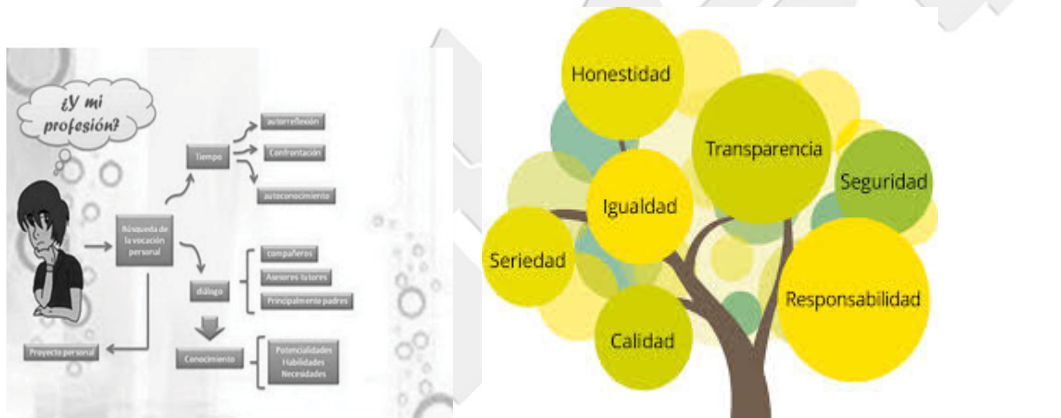 ¿Y mi
profesión?
Tiempo
autorreflexión
Confrontación
autoconocimiento
Búsqueda de
la vocación
personal
diálogo
compañeros
Asesores tutores
Principalmente padres
Proyecto personal
Conocimiento
Potencialidades
Habilidades
Necesidades
Honestidad
Transparencia
Seguridad
Igualdad
Seriedad
Responsabilidad
Calidad